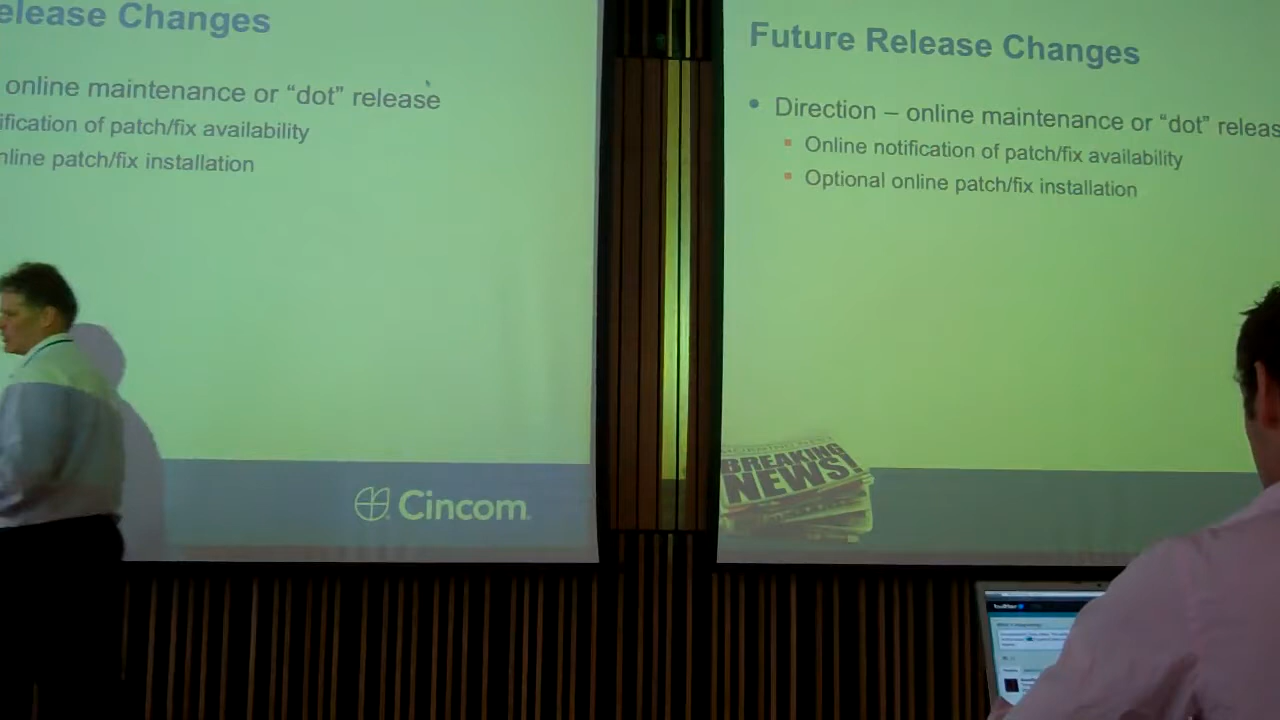 elease Changes
online maintenance or “dot” release
ification of patch/fix availability
nline patch/fix installation
Cincom
Future Release Changes
• Direction – online maintenance or “dot” releas
Online notification of patch/fix availability
Optional online patch/fix installation
BREAKING
NEWS!
twitter